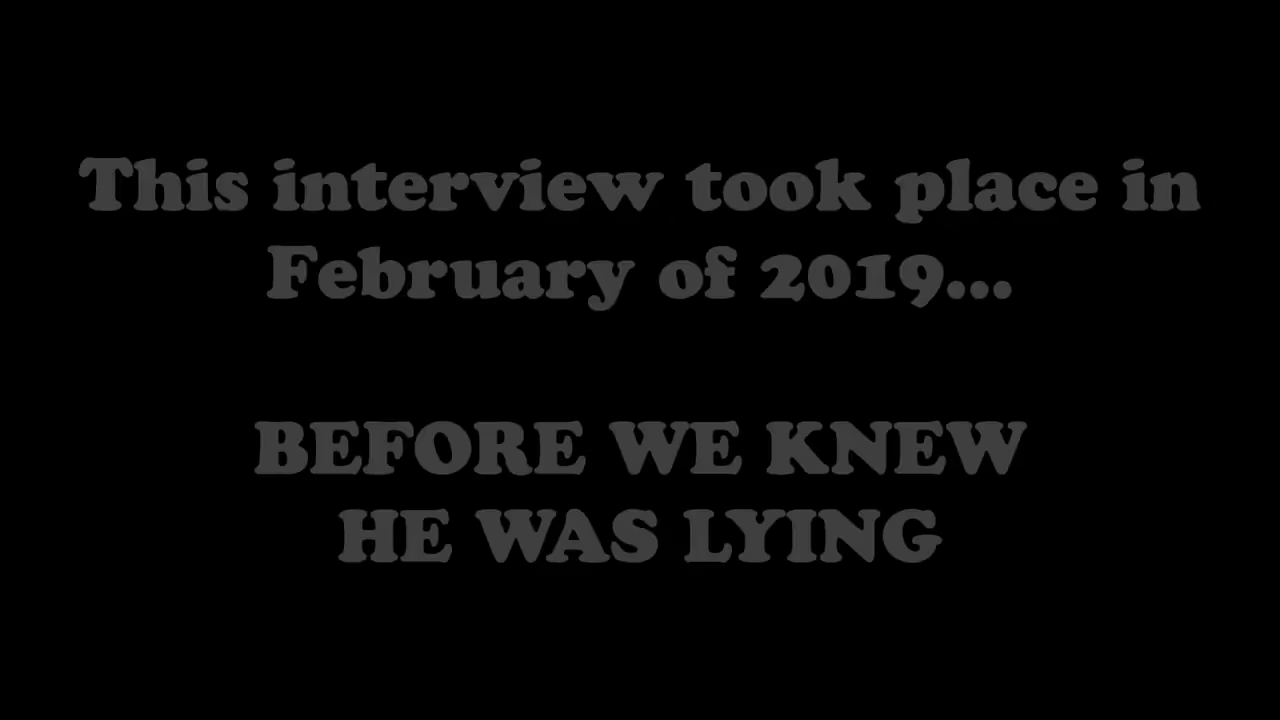 This interview took place in
February of 2019...
BEFORE WE KNEW
HE WAS LYING